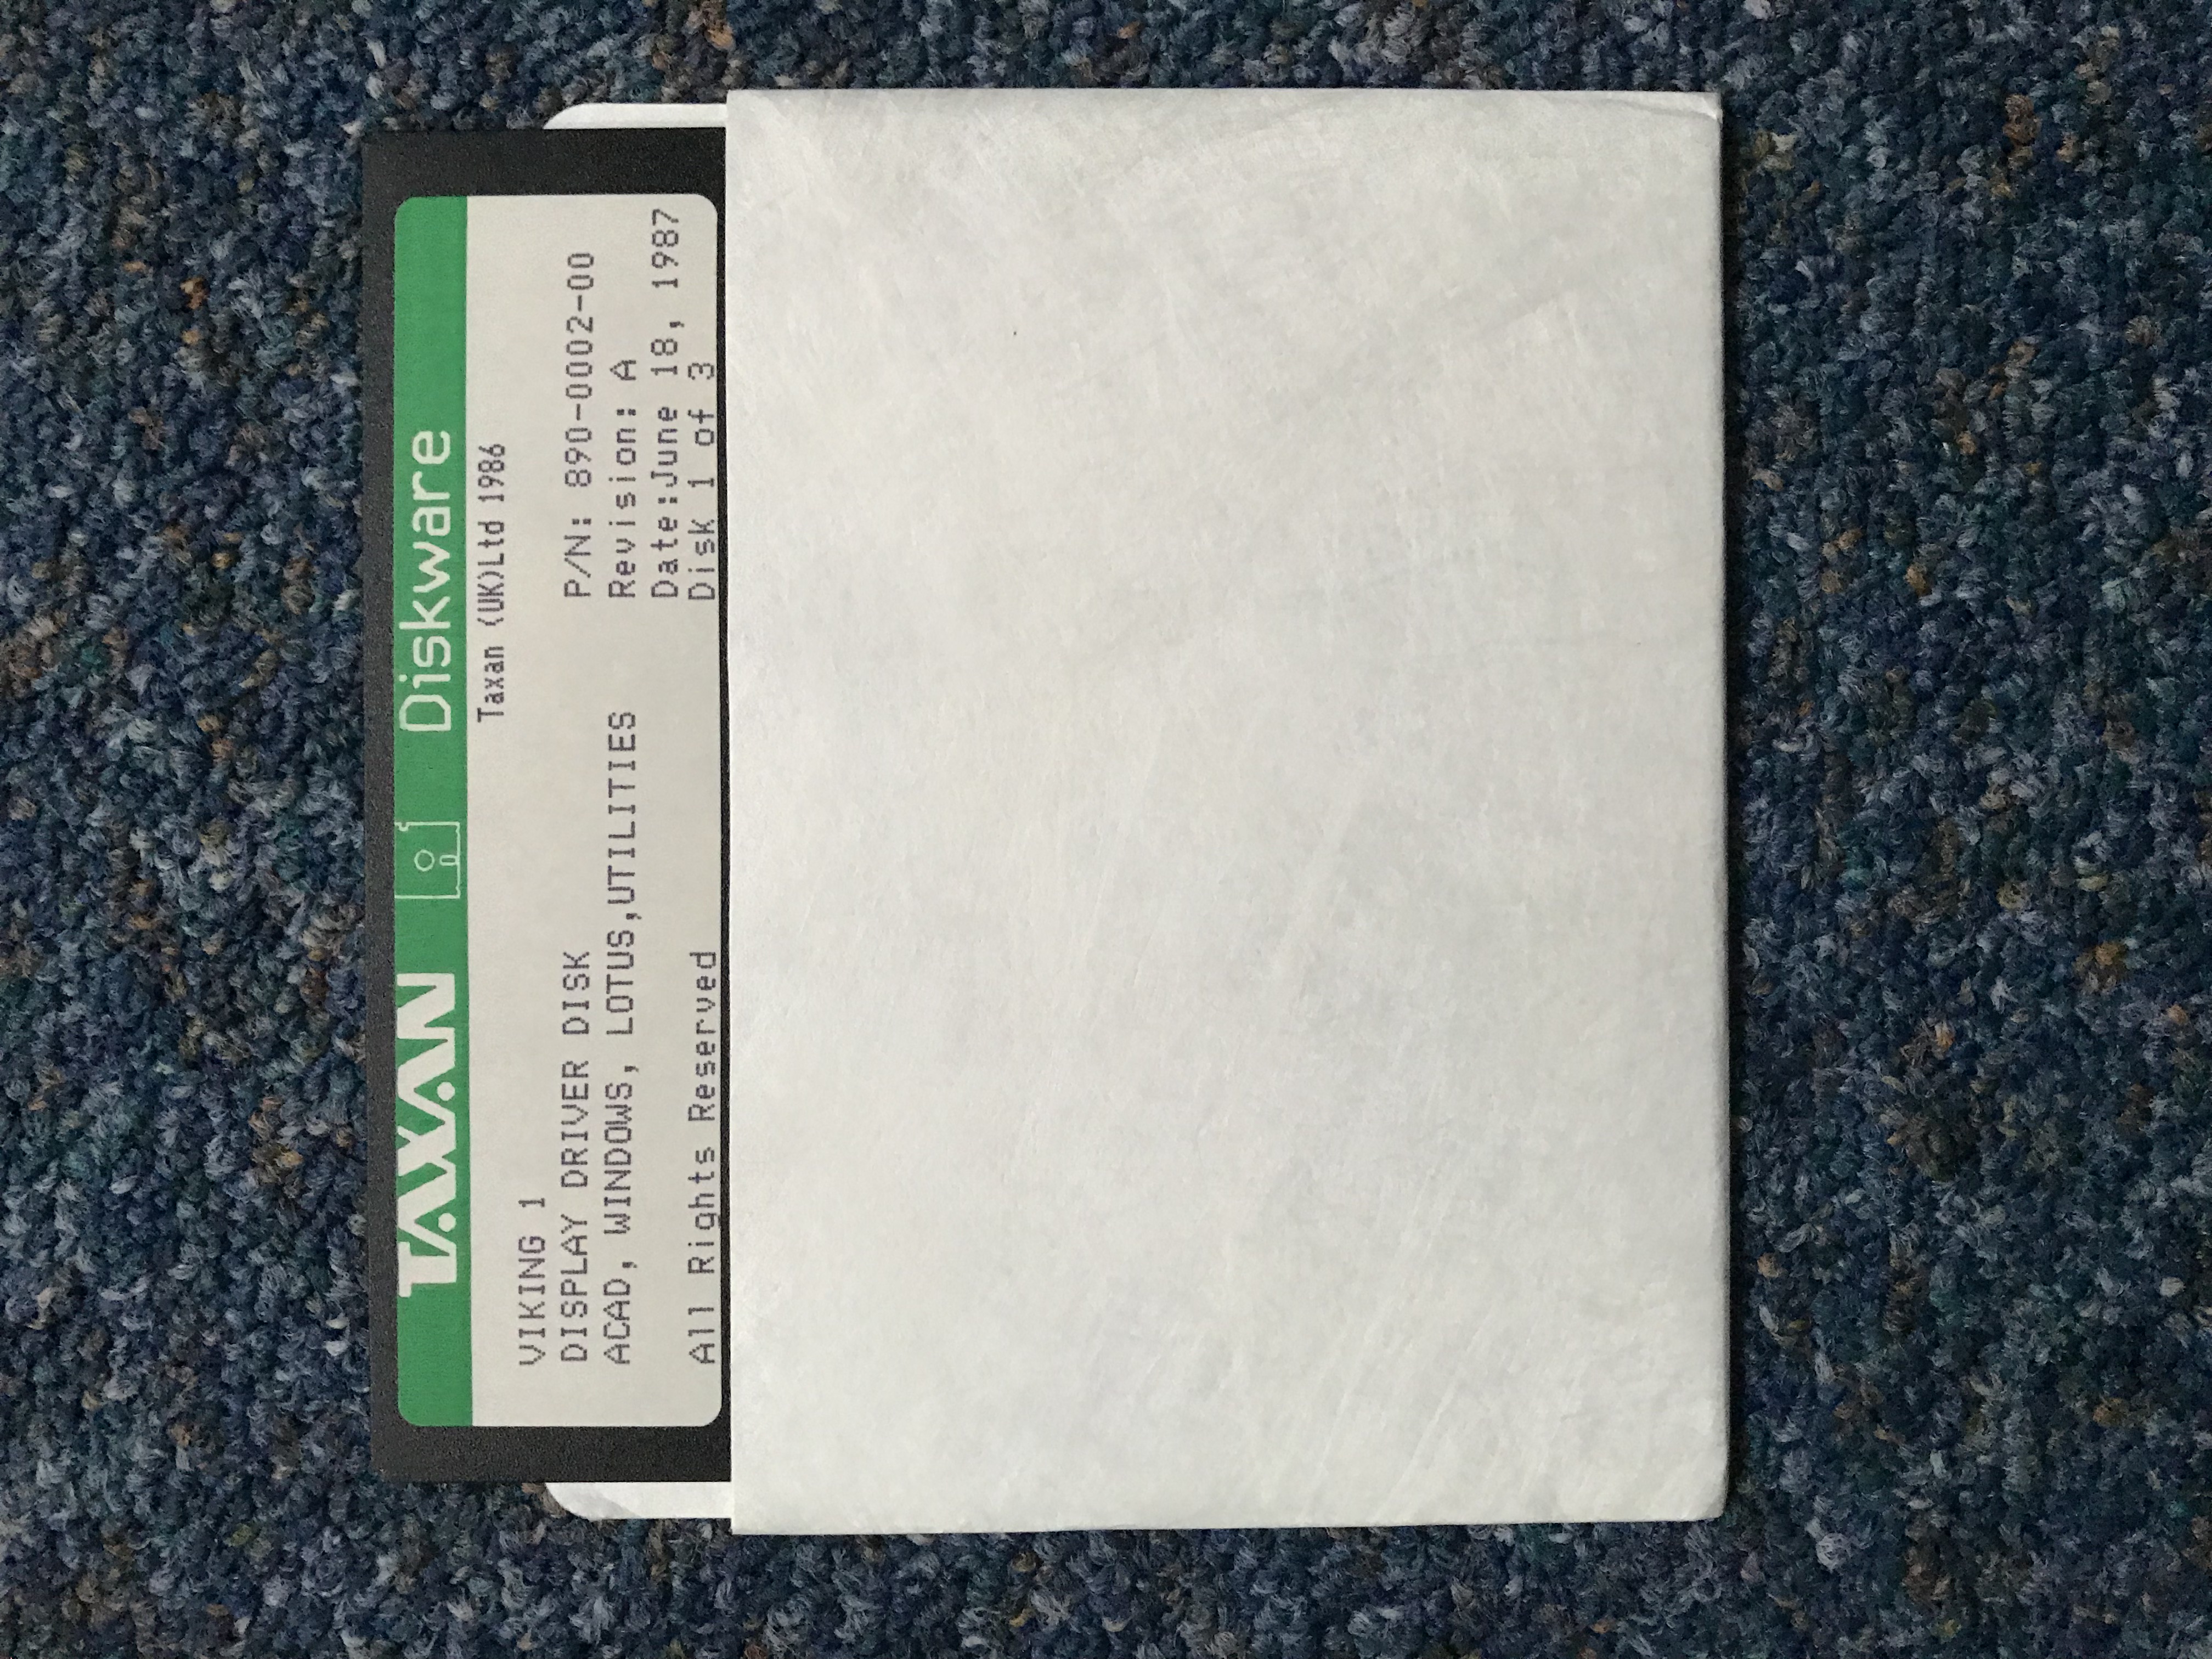 TAXAN Diskware
Taxan (UK)Ltd 1986
VIKING 1
DISPLAY DRIVER DISK P/N: 890-0002-00
ACAD, WINDOWS, LOTUS,UTILITIES Revision: A
Date:June 18, 1987
All Rights Reserved Disk 1 of 3